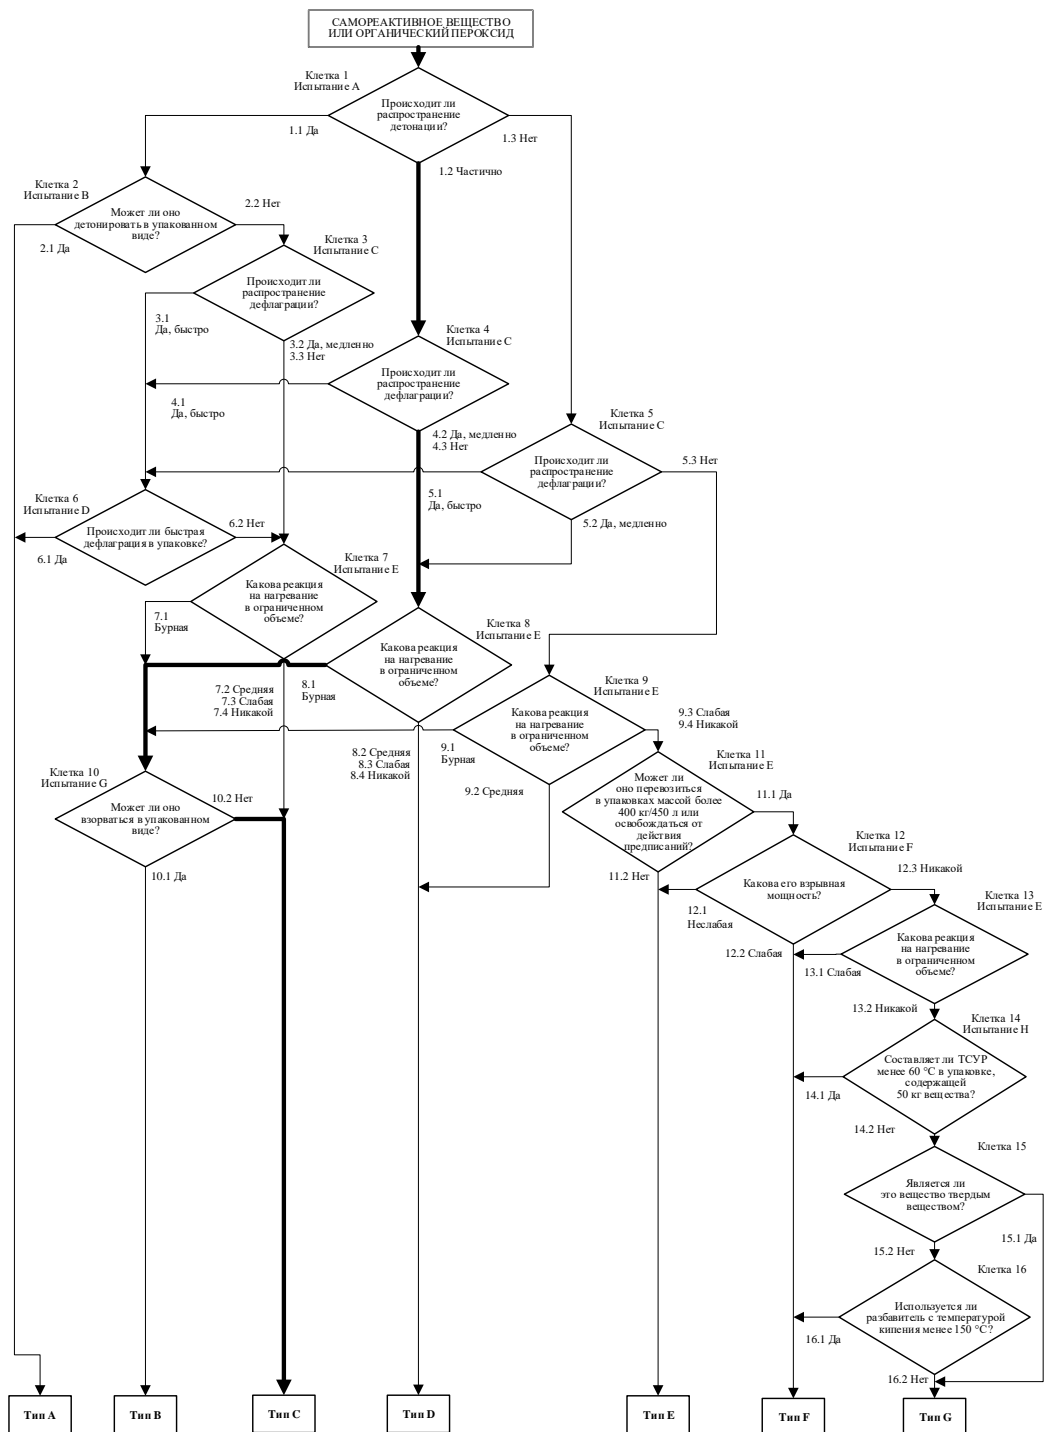 САМОРЕАКТИВНОЕ ВЕЩЕСТВО
ИЛИ ОРГАНИЧЕСКИЙ ПЕРОКСИД
Клетка 1
Испытание A
Происходит ли
распространение
детонации?
1.1 Да
1.3 Нет
1.2 Частично
Клетка 2
Испытание B
Может ли оно
детонировать в упакованном
виде?
2.1 Да
2.2 Нет
Клетка 3
Испытание C
Происходит ли
распространение
дефлаграции?
3.1
Да, быстро
3.2 Да, медленно
3.3 Нет
Клетка 4
Испытание C
Происходит ли
распространение
дефлаграции?
4.1
Да, быстро
4.2 Да, медленно
4.3 Нет
Клетка 5
Испытание C
Происходит ли
распространение
дефлаграции?
5.3 Нет
5.1
Да, быстро
5.2 Да, медленно
Клетка 6
Испытание D
Происходит ли быстрая
дефлаграция в упаковке?
6.2 Нет
6.1 Да
Клетка 7
Испытание E
Какова реакция
на нагревание
в ограниченном
объеме?
7.1
Бурная
7.2 Средняя
7.3 Слабая
7.4 Никакой
Клетка 8
Испытание E
Какова реакция
на нагревание
в ограниченном
объеме?
8.1
Бурная
8.2 Средняя
8.3 Слабая
8.4 Никакой
Клетка 9
Испытание E
Какова реакция
на нагревание
в ограниченном
объеме?
9.1
Бурная
9.2 Средняя
9.3 Слабая
9.4 Никакой
Клетка 10
Испытание G
Может ли оно
взорваться в упакованном
виде?
10.2 Нет
10.1 Да
Клетка 11
Испытание E
Может ли
оно перевозиться
в упаковках массой более
400 кг/450 л или
освобождаться от
действия
предписаний?
11.1 Да
11.2 Нет
Клетка 12
Испытание F
Какова его взрывная
мощность?
12.3 Никакой
12.1
Неслабая
12.2 Слабая
Клетка 13
Испытание E
Какова реакция
на нагревание
в ограниченном
объеме?
13.1 Слабая
13.2 Никакой
Клетка 14
Испытание H
Составляет ли ТСУР
менее 60 °C в упаковке,
содержащей
50 кг вещества?
14.1 Да
14.2 Нет
Клетка 15
Является ли
это вещество твердым
веществом?
15.1 Да
15.2 Нет
Клетка 16
Используется ли
разбавитель с температурой
кипения менее 150 °C?
16.1 Да
16.2 Нет
Тип A
Тип B
Тип C
Тип D
Тип E
Тип F
Тип G